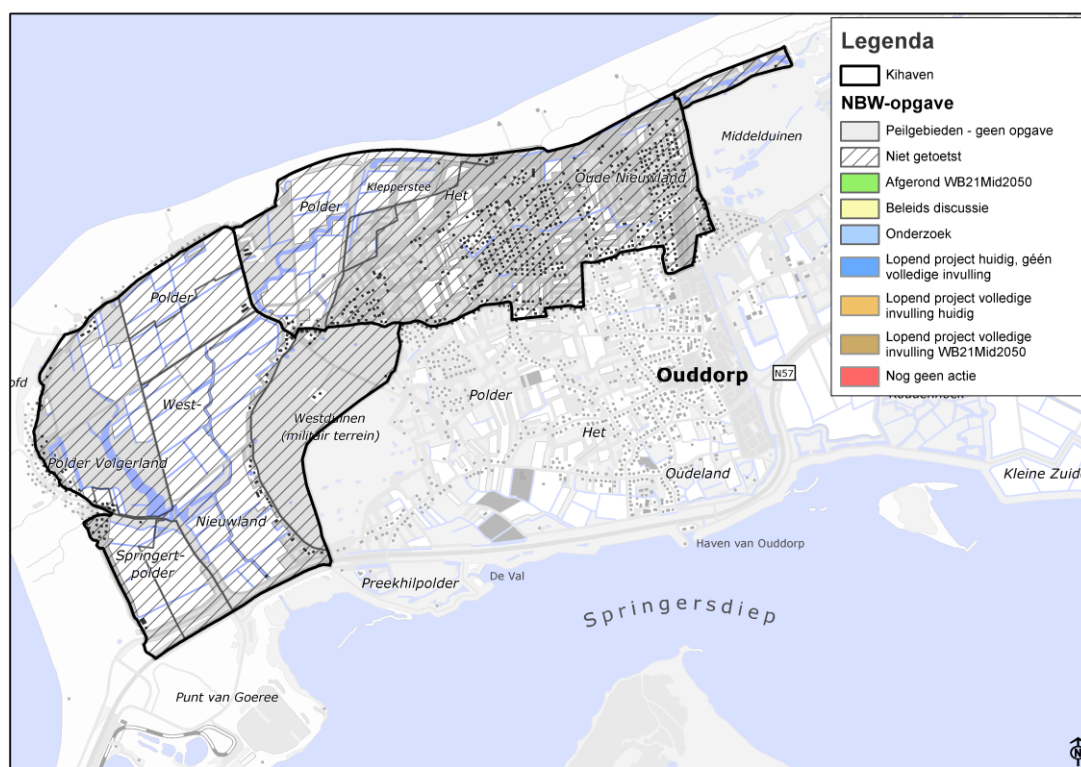 Legenda
Kihaven
NBW-opgave
Peilgebieden - geen opgave
Niet getoetst
Afgerond WB21Mid2050
Beleids discussie
Onderzoek
Lopend project huidig, géén
volledige invulling
Lopend project volledige
invulling huidig
Lopend project volledige
invulling WB21Mid2050
Nog geen actie
Middelduinen
Oude Nieuwland
Klepperstee
Het
Polder
Polder
West-
Westduinen
(militair terrein)
Polder Volgerland
Nieuwland
Springert-
polder
Ouddorp
N57
Polder
Het
Oudeland
Kleine Zuide
Haven van Ouddorp
De Val
Preekhilpolder
Springersdiep
Punt van Goeree
N